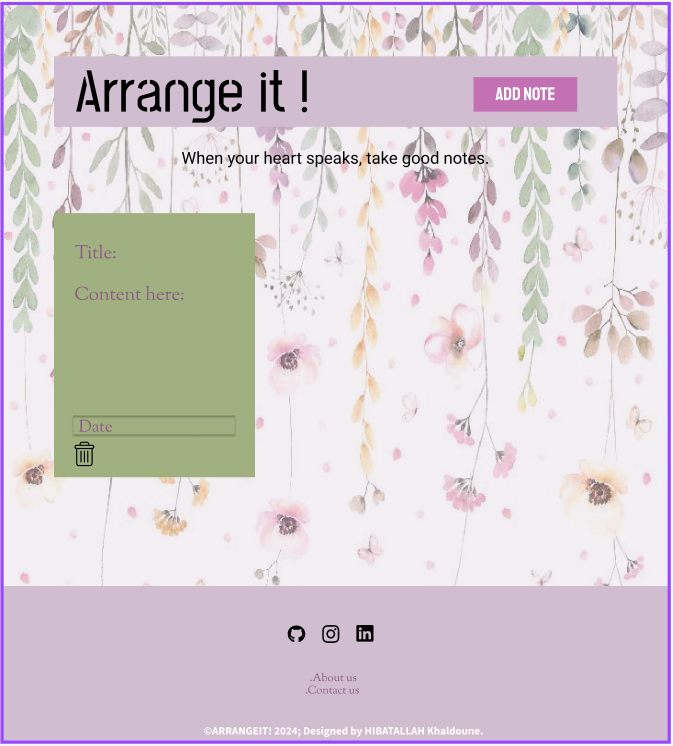 Arrange it !
ADD NOTE
When your heart speaks, take good notes.
Title:
Content here:
Date
in
.About us
.Contact us
©ARRANGEIT! 2024; Designed by HIBATALLAH Khaldoune.